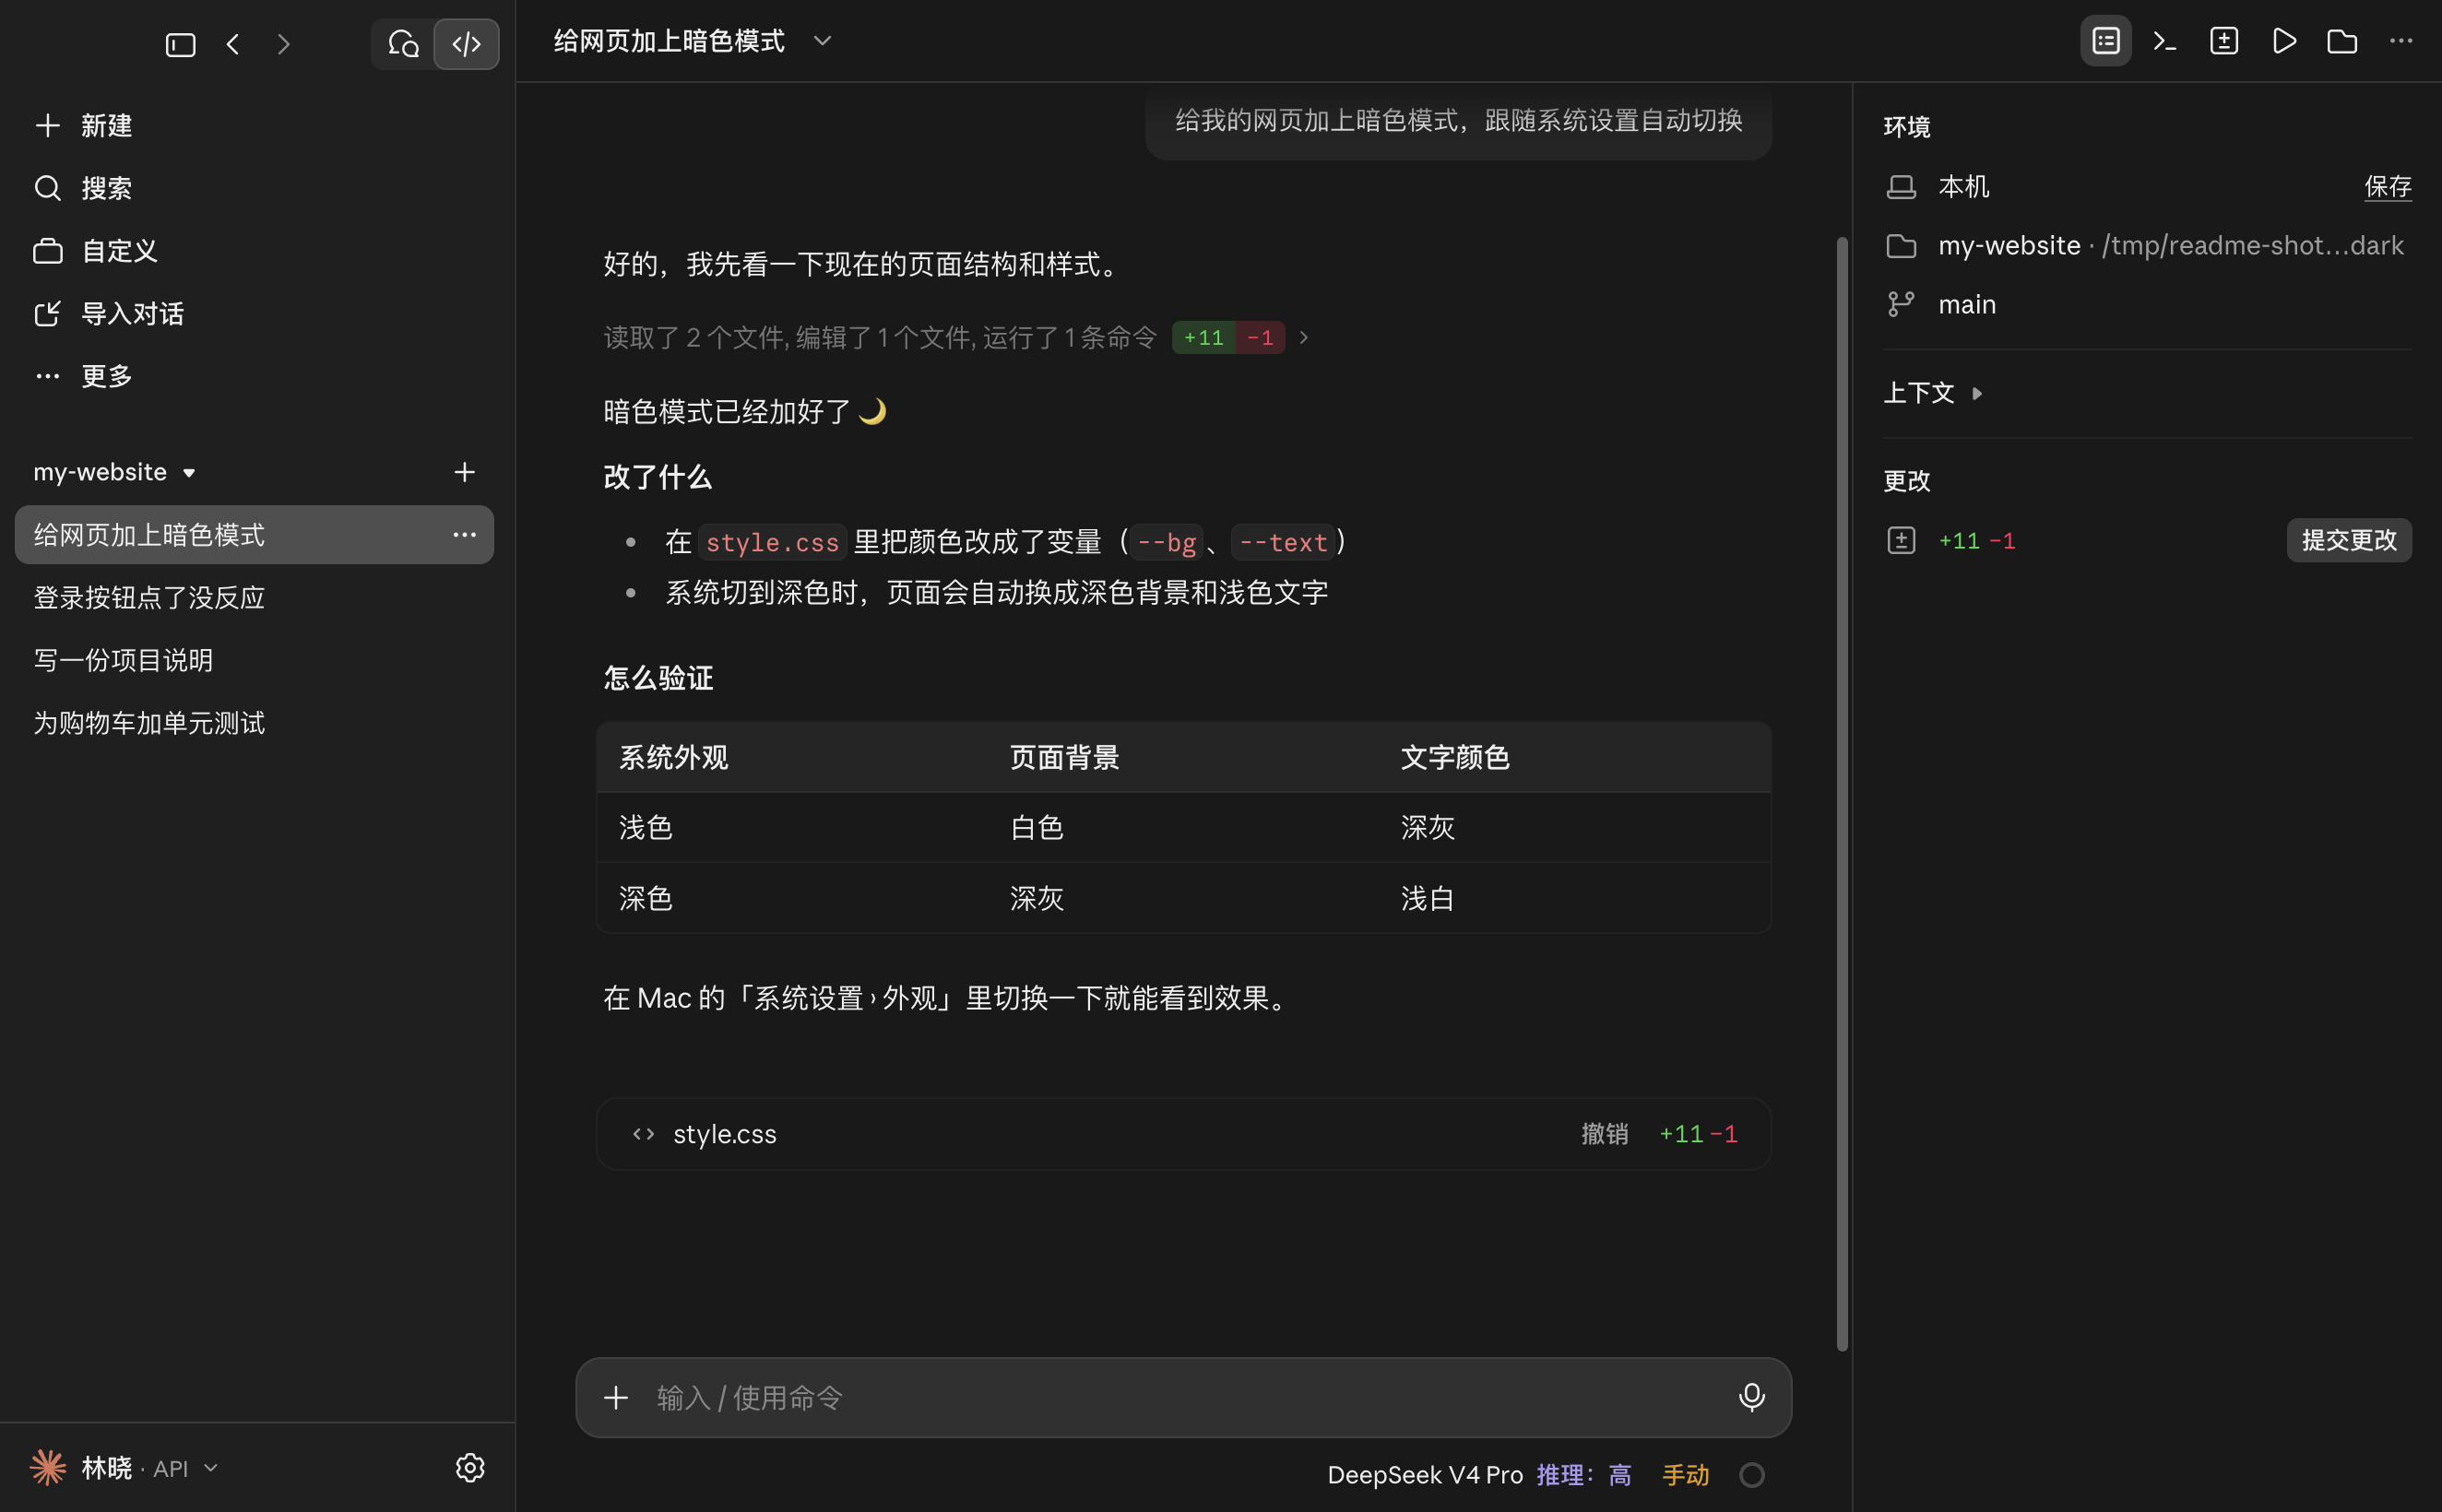 新建
搜索
自定义
导入对话
更多
my-website
给网页加上暗色模式
登录按钮点了没反应
写一份项目说明
为购物车加单元测试
林晓 · API
给网页加上暗色模式
给我的网页加上暗色模式，跟随系统设置自动切换
好的，我先看一下现在的页面结构和样式。
读取了 2 个文件, 编辑了 1 个文件, 运行了 1 条命令 +11 -1
暗色模式已经加好了🌙
改了什么
在 style.css 里把颜色改成了变量（--bg、--text）
系统切到深色时，页面会自动换成深色背景和浅色文字
怎么验证
系统外观 页面背景 文字颜色
浅色 白色 深灰
深色 深灰 浅白
在 Mac 的「系统设置 › 外观」里切换一下就能看到效果。
style.css 撤销 +11 -1
输入 / 使用命令
DeepSeek V4 Pro 推理：高 手动
环境
本机 保存
my-website · /tmp/readme-shot…dark
main
上下文
更改
+11 -1 提交更改